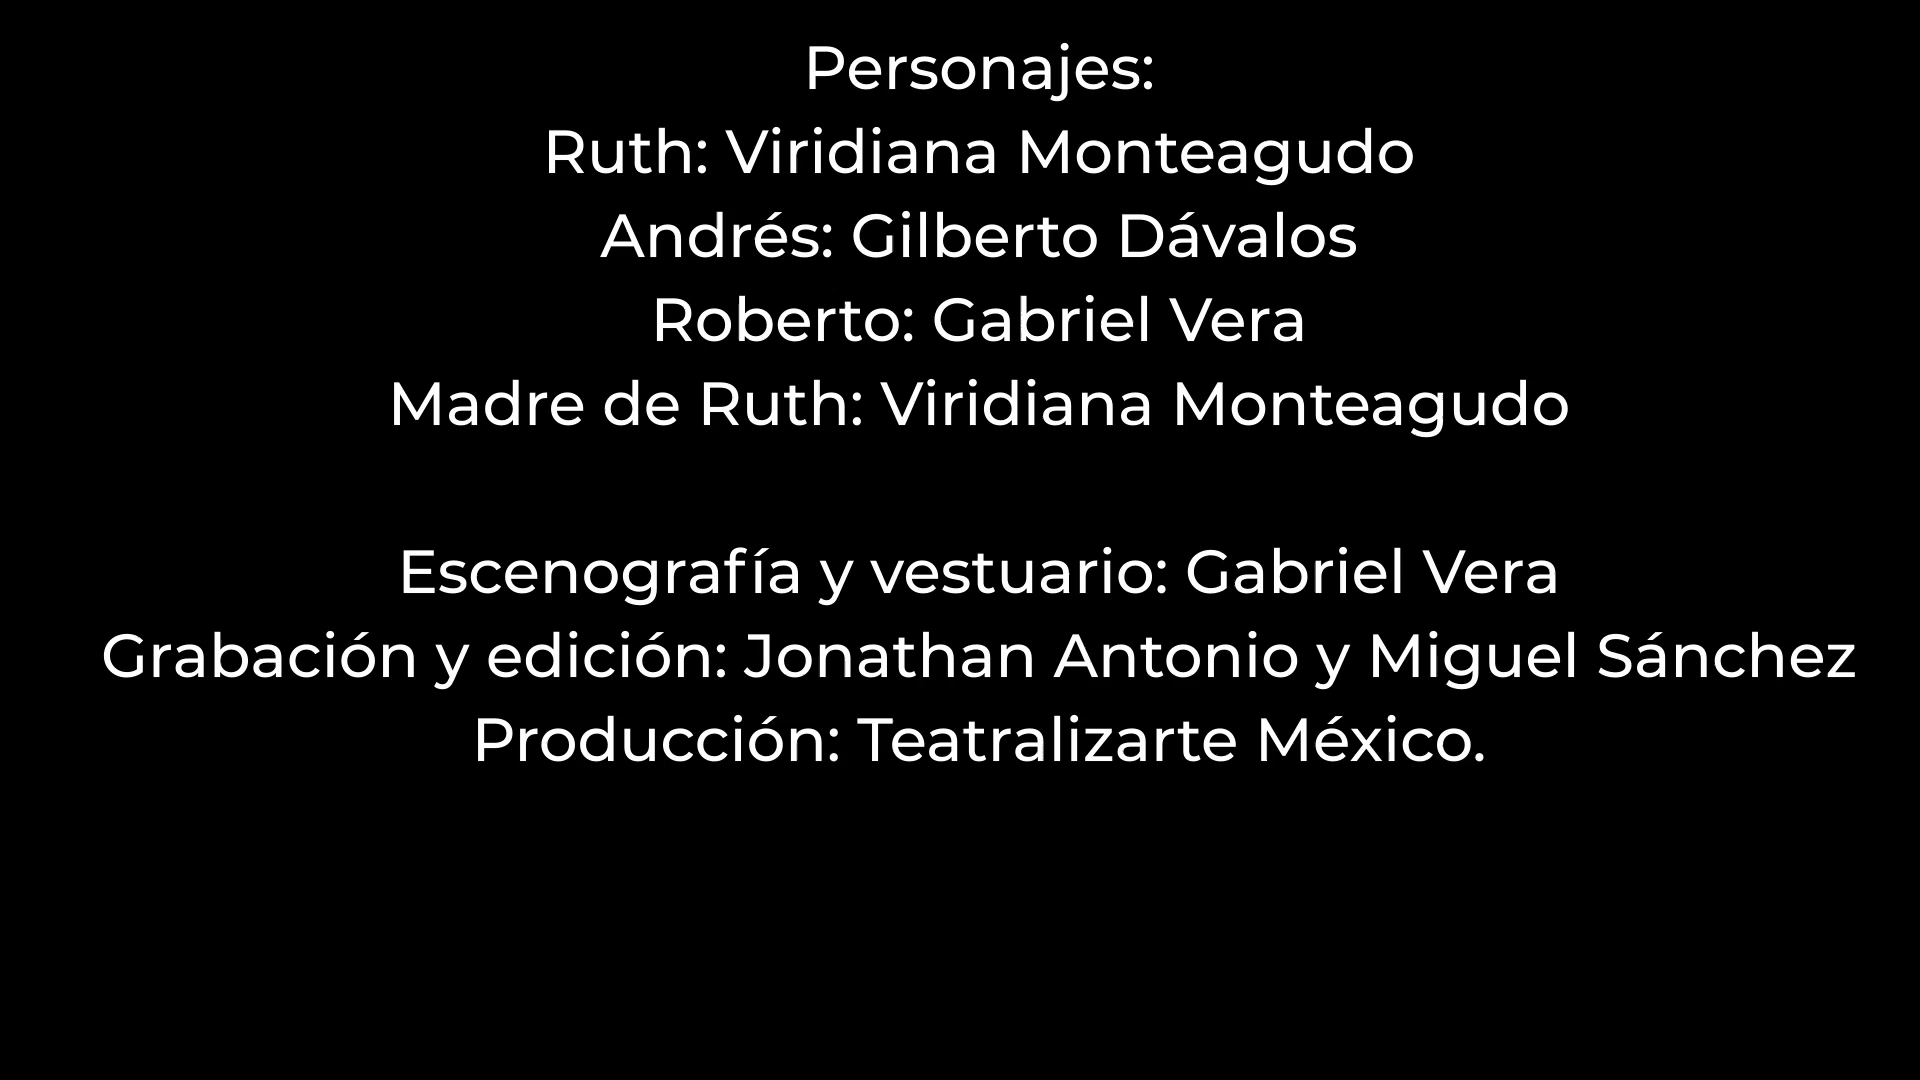 Personajes:
Ruth: Viridiana Monteagudo
Andrés: Gilberto Dávalos
Roberto: Gabriel Vera
Madre de Ruth: Viridiana Monteagudo
Escenografía y vestuario: Gabriel Vera
Grabación y edición: Jonathan Antonio y Miguel Sánchez
Producción: Teatralizarte México.